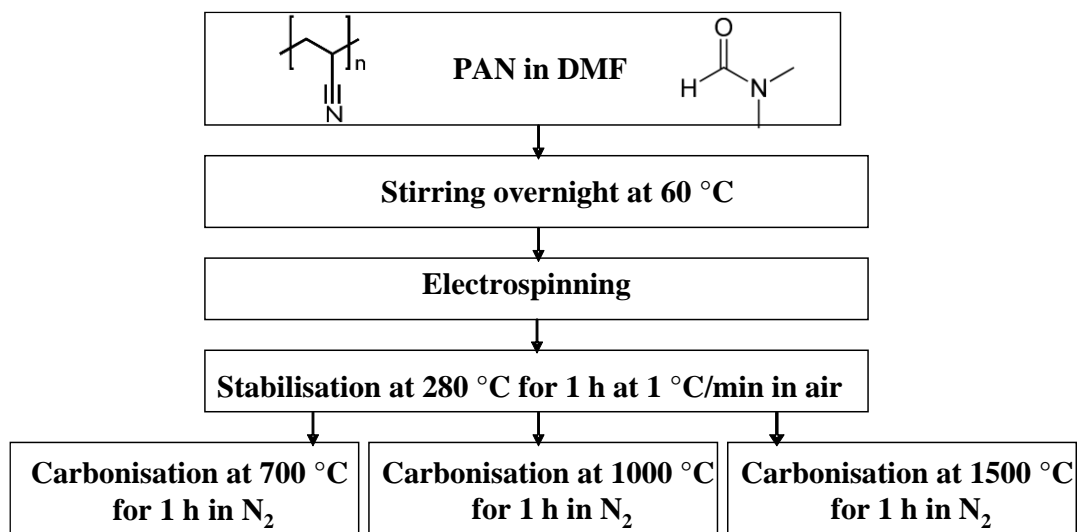 n
N
PAN in DMF
O
H
N
Stirring overnight at 60 °C
Electrospinning
Stabilisation at 280 °C for 1 h at 1 °C/min in air
Carbonisation at 700 °C
for 1 h in N₂
Carbonisation at 1000 °C
for 1 h in N₂
Carbonisation at 1500 °C
for 1 h in N₂